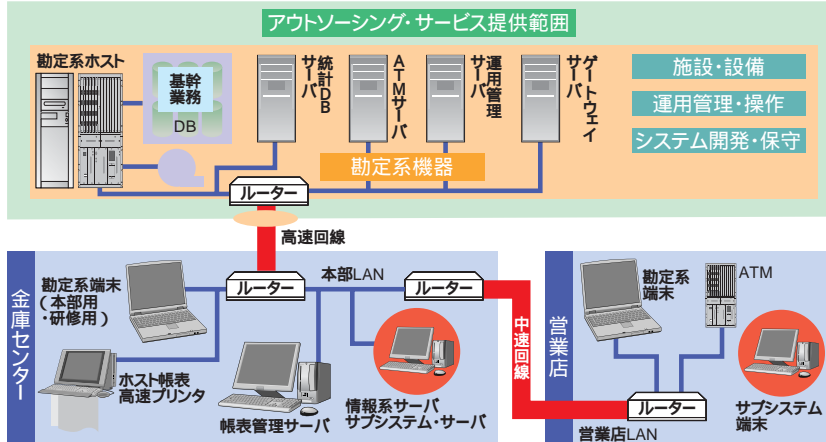 アウトソーシング・サービス提供範囲
勘定系ホスト
基幹
業務
DB
統計DB
サーバ
ATMサーバ
運用管理
サーバ
ゲートウェイ
サーバ
施設・設備
運用管理・操作
システム開発・保守
勘定系機器
ルーター
高速回線
金庫センター
勘定系端末
(本部用
・研修用)
ルーター
本部LAN
ルーター
ホスト帳表
高速プリンタ
帳表管理サーバ
情報系サーバ
サブシステム・サーバ
中速回線
営業店
勘定系
端末
ATM
ルーター
営業店LAN
サブシステム
端末